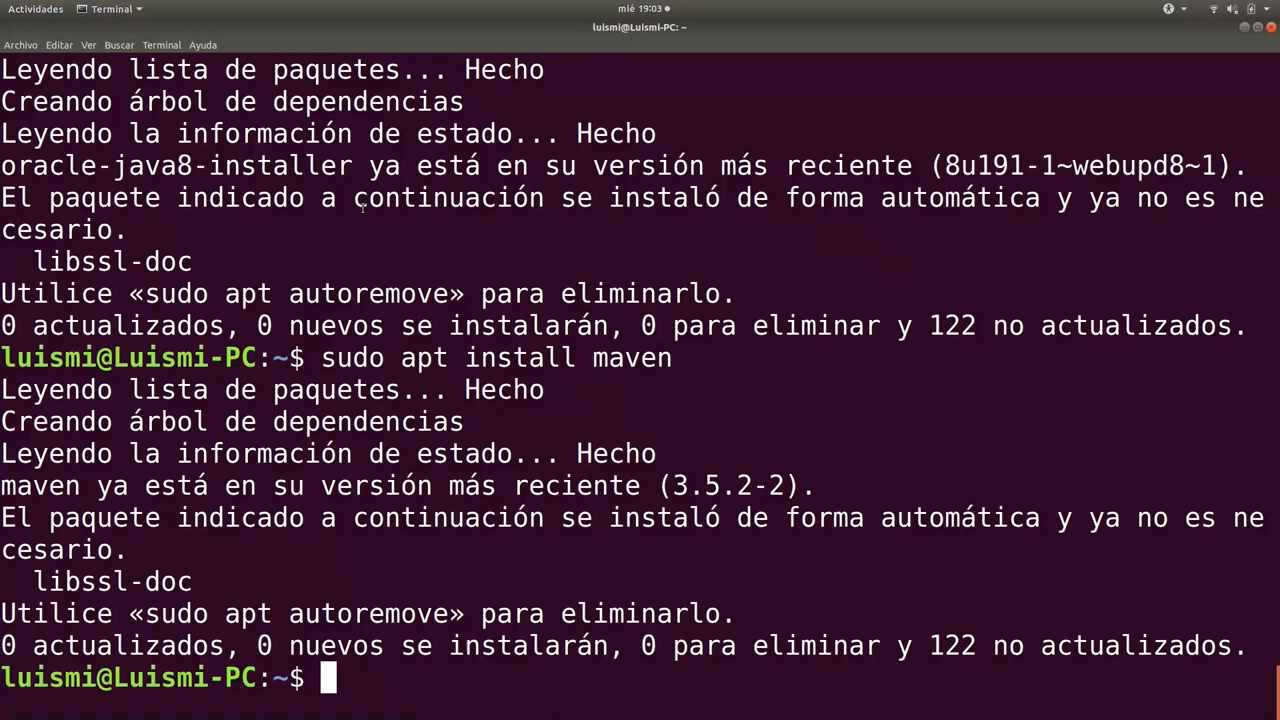 Actividades Terminal mié 19:03
luismi@Luismi-PC: ~
Archivo Editar Ver Buscar Terminal Ayuda
Leyendo lista de paquetes... Hecho
Creando árbol de dependencias
Leyendo la información de estado... Hecho
oracle-java8-installer ya está en su versión más reciente (8u191-1~webupd8~1).
El paquete indicado a continuación se instaló de forma automática y ya no es ne
cesario.
  libssl-doc
Utilice «sudo apt autoremove» para eliminarlo.
0 actualizados, 0 nuevos se instalarán, 0 para eliminar y 122 no actualizados.
luismi@Luismi-PC:~$ sudo apt install maven
Leyendo lista de paquetes... Hecho
Creando árbol de dependencias
Leyendo la información de estado... Hecho
maven ya está en su versión más reciente (3.5.2-2).
El paquete indicado a continuación se instaló de forma automática y ya no es ne
cesario.
  libssl-doc
Utilice «sudo apt autoremove» para eliminarlo.
0 actualizados, 0 nuevos se instalarán, 0 para eliminar y 122 no actualizados.
luismi@Luismi-PC:~$